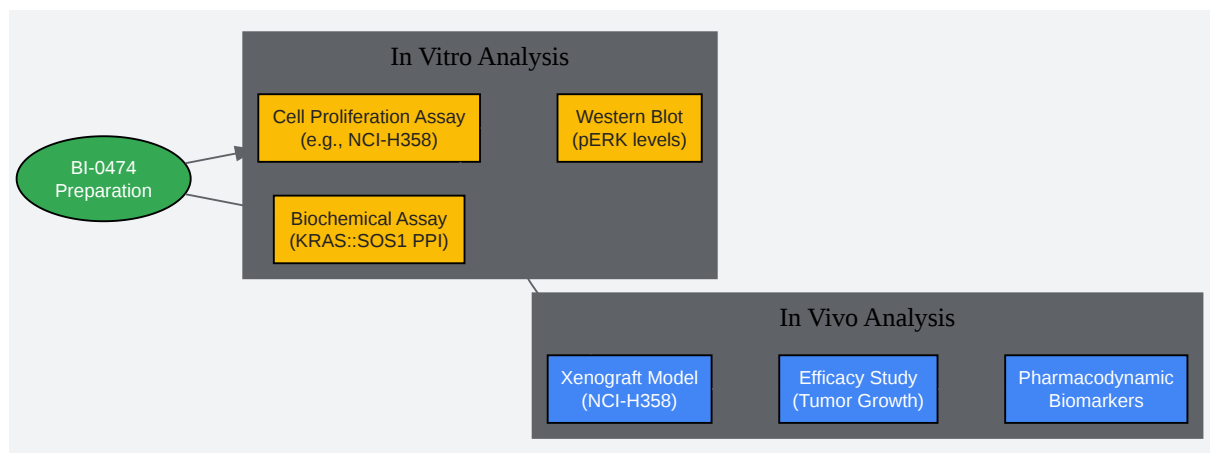 In Vitro Analysis
Cell Proliferation Assay
(e.g., NCI-H358)
Western Blot
(pERK levels)
BI-0474
Preparation
Biochemical Assay
(KRAS::SOS1 PPI)
In Vivo Analysis
Xenograft Model
(NCI-H358)
Efficacy Study
(Tumor Growth)
Pharmacodynamic
Biomarkers